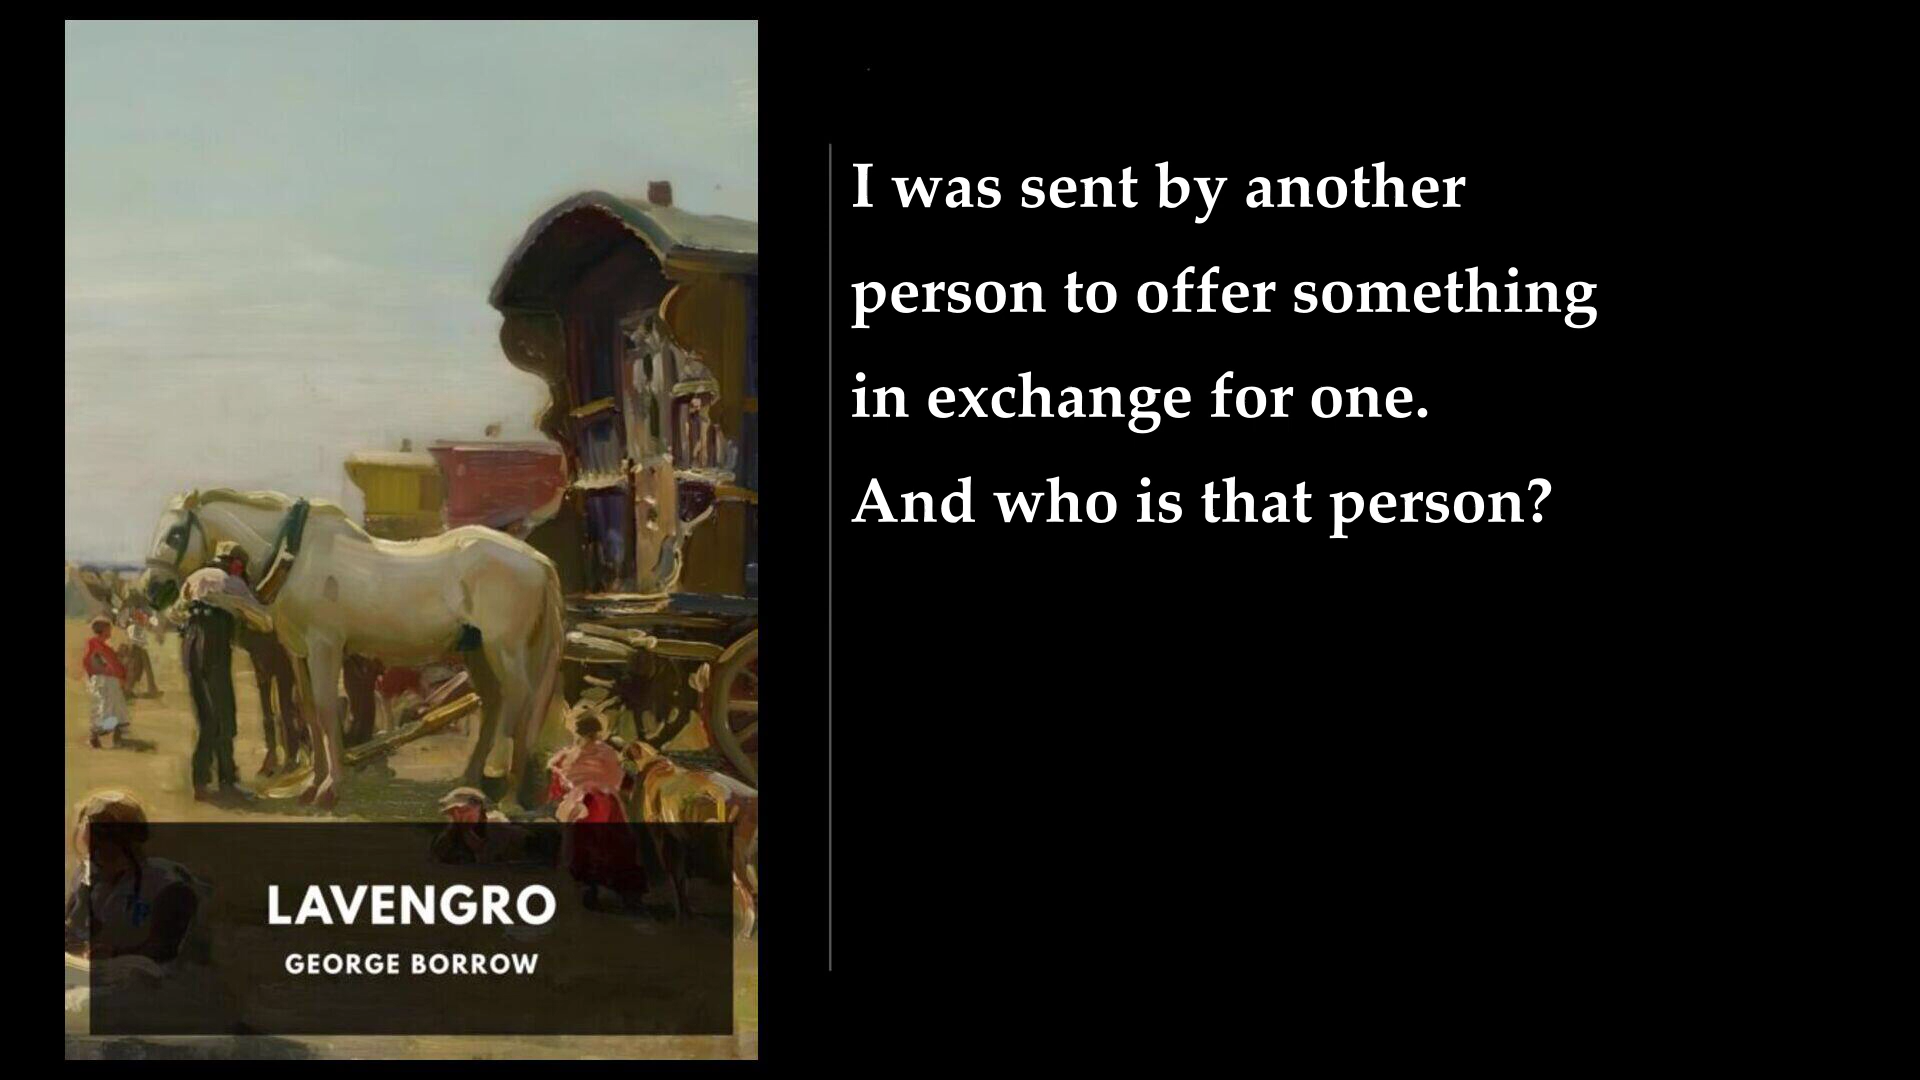 I was sent by another
person to offer something
in exchange for one.
And who is that person?
LAVENGRO
GEORGE BORROW